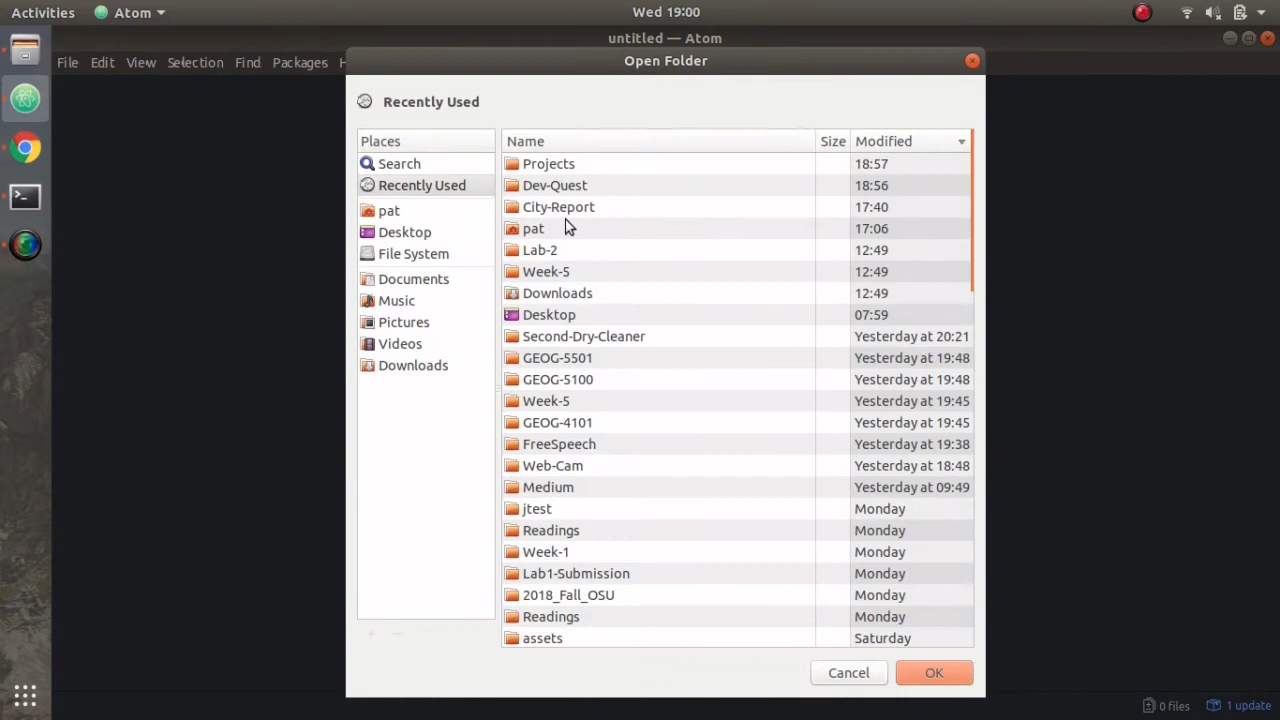 Activities Atom Wed 19:00
untitled — Atom
File Edit View Selection Find Packages H
Open Folder
Recently Used
Places
Search
Recently Used
pat
Desktop
File System
Documents
Music
Pictures
Videos
Downloads
Name Size Modified
Projects 18:57
Dev-Quest 18:56
City-Report 17:40
pat 17:06
Lab-2 12:49
Week-5 12:49
Downloads 12:49
Desktop 07:59
Second-Dry-Cleaner Yesterday at 20:21
GEOG-5501 Yesterday at 19:48
GEOG-5100 Yesterday at 19:48
Week-5 Yesterday at 19:45
GEOG-4101 Yesterday at 19:45
FreeSpeech Yesterday at 19:38
Web-Cam Yesterday at 18:48
Medium Yesterday at 09:49
jtest Monday
Readings Monday
Week-1 Monday
Lab1-Submission Monday
2018_Fall_OSU Monday
Readings Monday
assets Saturday
Cancel OK
0 files 1 update